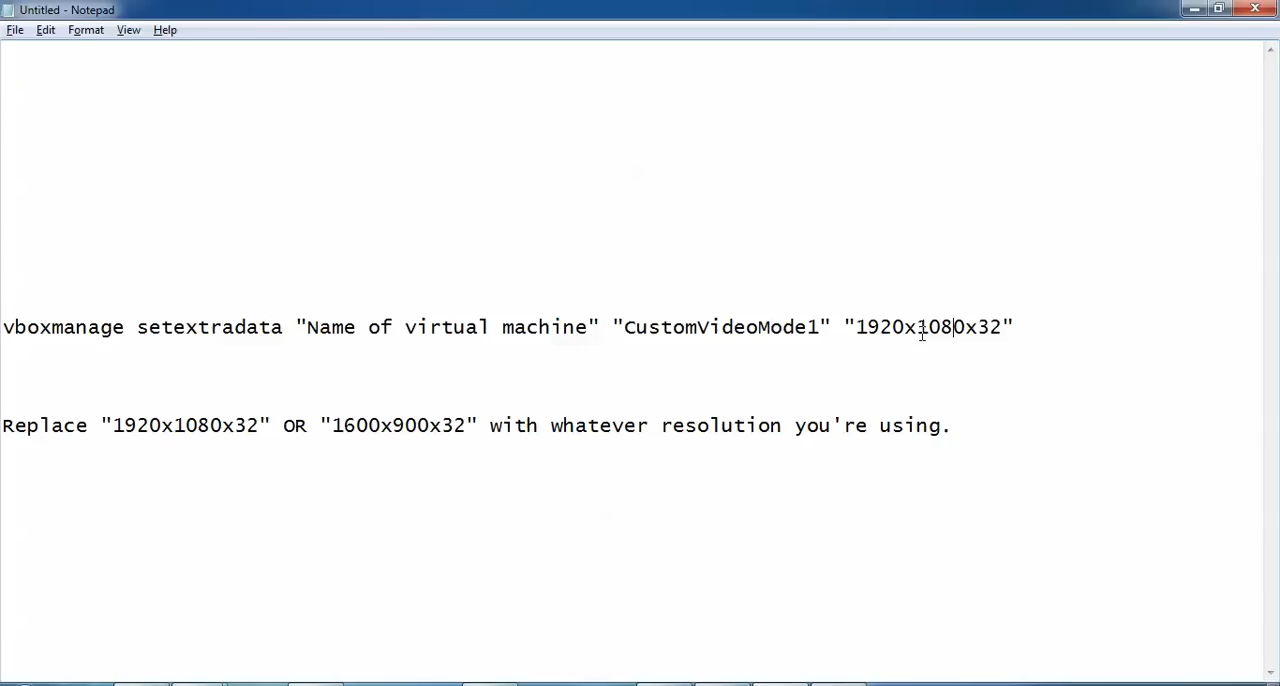 Untitled - Notepad
File Edit Format View Help
vboxmanage setextradata "Name of virtual machine" "CustomVideoMode1" "1920x1080x32"
Replace "1920x1080x32" OR "1600x900x32" with whatever resolution you're using.